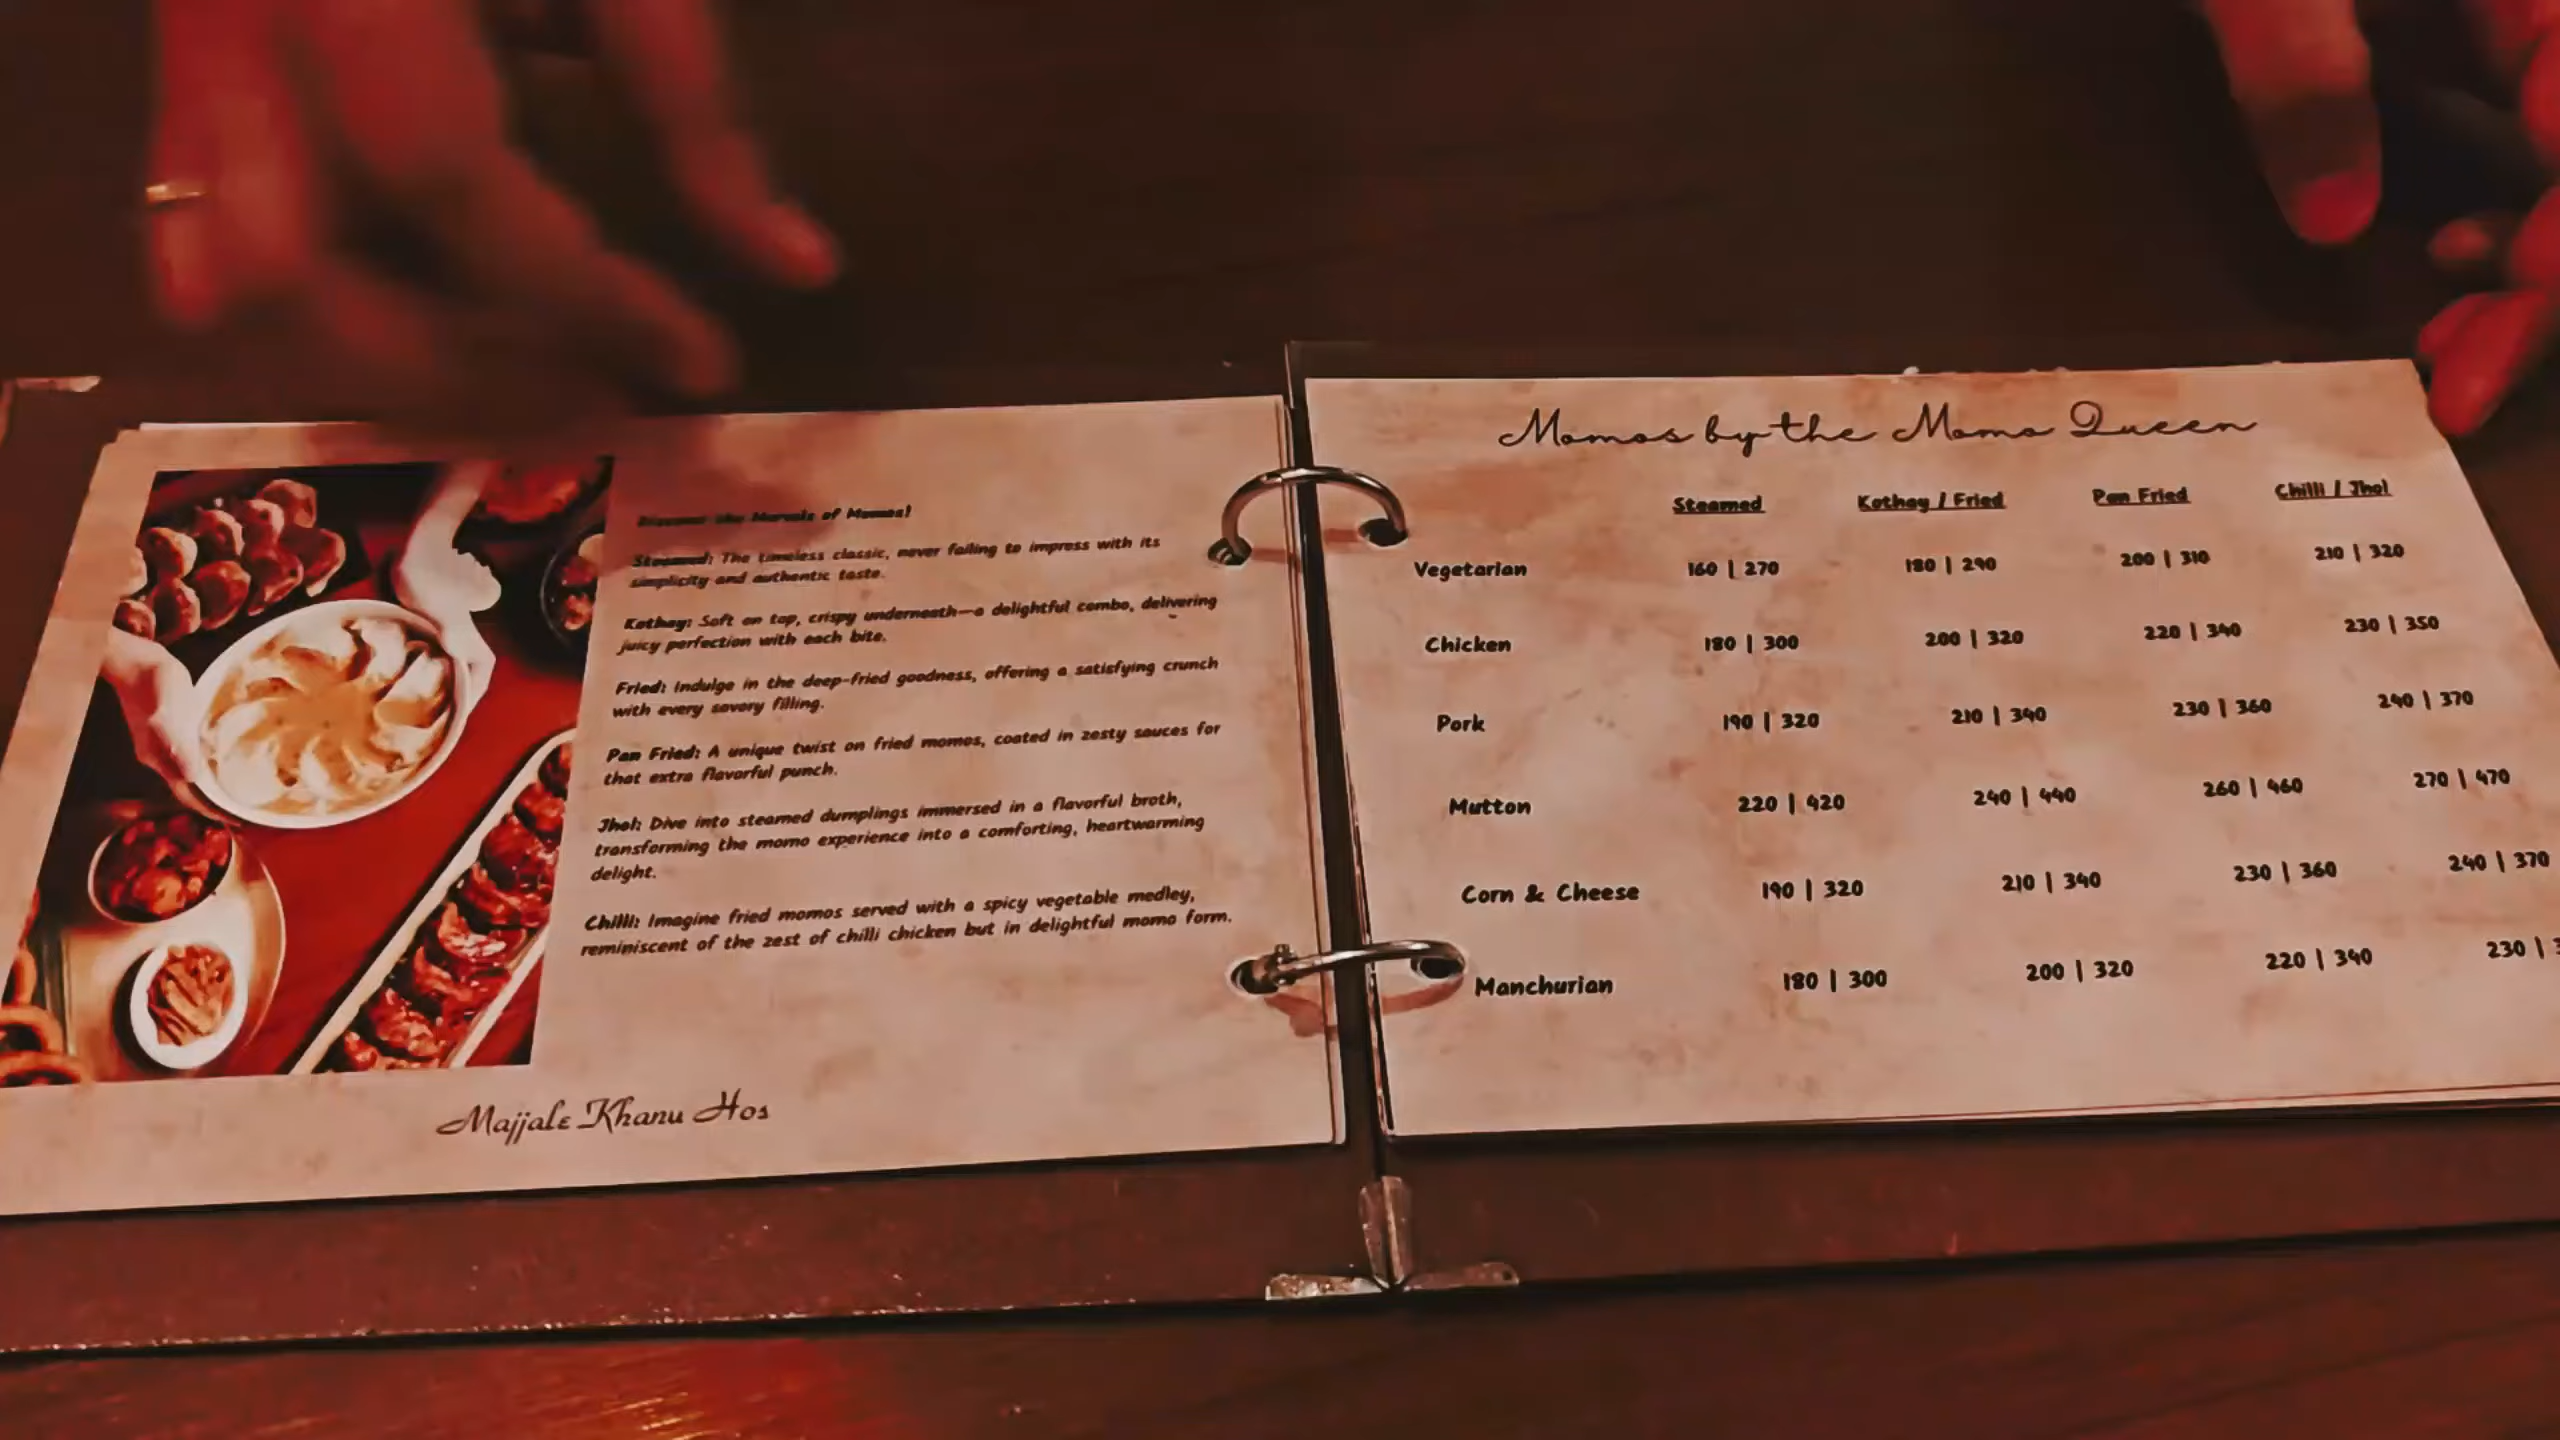 Discover the Marvels of Momos!
Steamed: The timeless classic, never failing to impress with its
simplicity and authentic taste.
Kothay: Soft on top, crispy underneath—a delightful combo, delivering
juicy perfection with each bite.
Fried: Indulge in the deep-fried goodness, offering a satisfying crunch
with every savory filling.
Pan Fried: A unique twist on fried momos, coated in zesty sauces for
that extra flavorful punch.
Jhol: Dive into steamed dumplings immersed in a flavorful broth,
transforming the momo experience into a comforting, heartwarming
delight.
Chilli: Imagine fried momos served with a spicy vegetable medley,
reminiscent of the zest of chilli chicken but in delightful momo form.
Majjale Khanu Hos
Momos by the Momo Queen
Steamed Kothay / Fried Pan Fried Chilli / Jhol
Vegetarian 160 | 270 180 | 290 200 | 310 210 | 320
Chicken 180 | 300 200 | 320 220 | 340 230 | 350
Pork 190 | 320 210 | 340 230 | 360 240 | 370
Mutton 220 | 420 240 | 440 260 | 460 270 | 470
Corn & Cheese 190 | 320 210 | 340 230 | 360 240 | 370
Manchurian 180 | 300 200 | 320 220 | 340 230 |